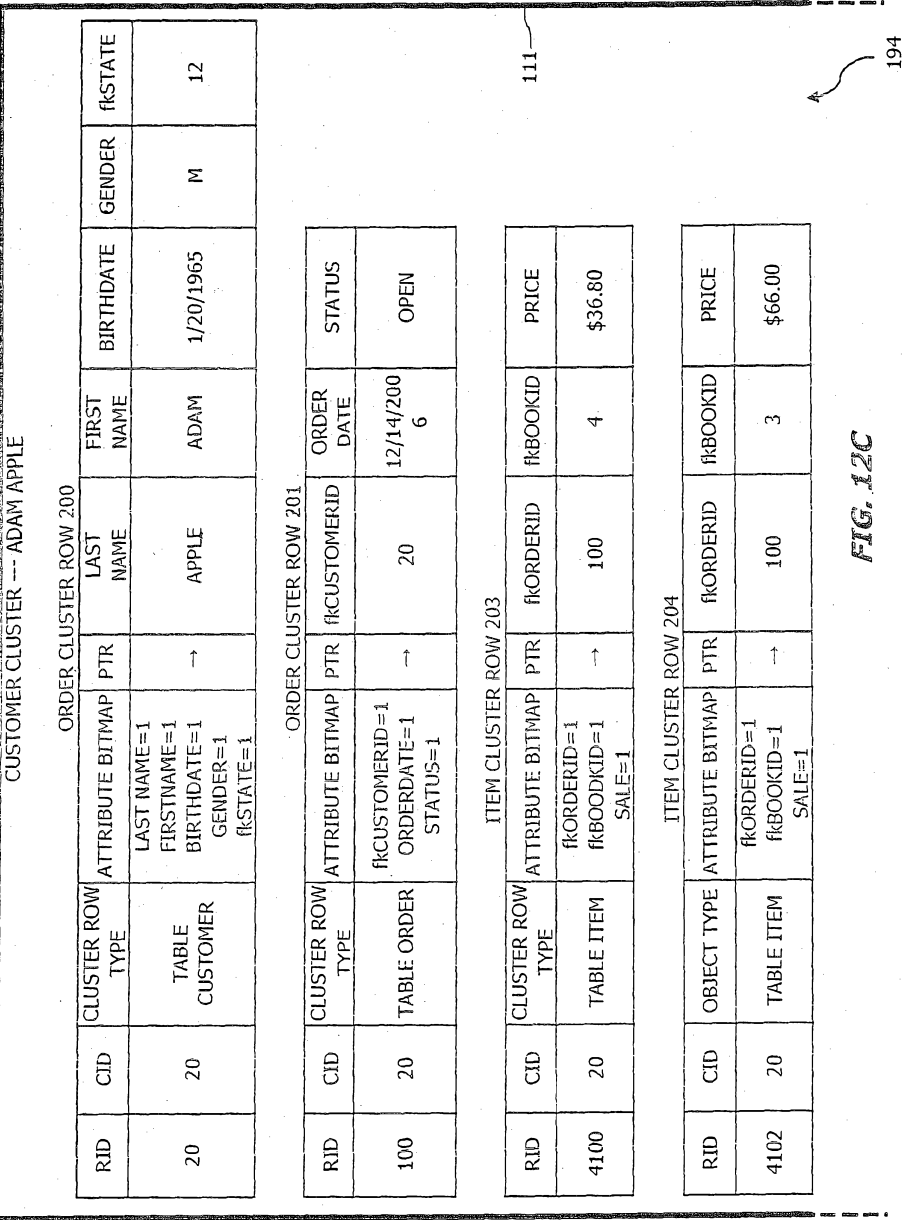 CUSTOMER CLUSTER --- ADAM APPLE
ORDER CLUSTER ROW 200
RID CID CLUSTER ROW TYPE ATTRIBUTE BITMAP PTR LAST NAME FIRST NAME BIRTHDATE GENDER fkSTATE
20 20 TABLE CUSTOMER LAST NAME=1 FIRSTNAME=1 BIRTHDATE=1 GENDER=1 fkSTATE=1 → APPLE ADAM 1/20/1965 M 12
ORDER CLUSTER ROW 201
RID CID CLUSTER ROW TYPE ATTRIBUTE BITMAP PTR fkCUSTOMERID ORDER DATE STATUS
100 20 TABLE ORDER fkCUSTOMERID=1 ORDERDATE=1 STATUS=1 → 20 12/14/2006 OPEN
ITEM CLUSTER ROW 203
RID CID CLUSTER ROW TYPE ATTRIBUTE BITMAP PTR fkORDERID fkBOOKID PRICE
4100 20 TABLE ITEM fkORDERID=1 fkBOODKID=1 SALE=1 → 100 4 $36.80
111
ITEM CLUSTER ROW 204
RID CID OBJECT TYPE ATTRIBUTE BITMAP PTR fkORDERID fkBOOKID PRICE
4102 20 TABLE ITEM fkORDERID=1 fkBOOKID=1 SALE=1 → 100 3 $66.00
194
FIG. 12C